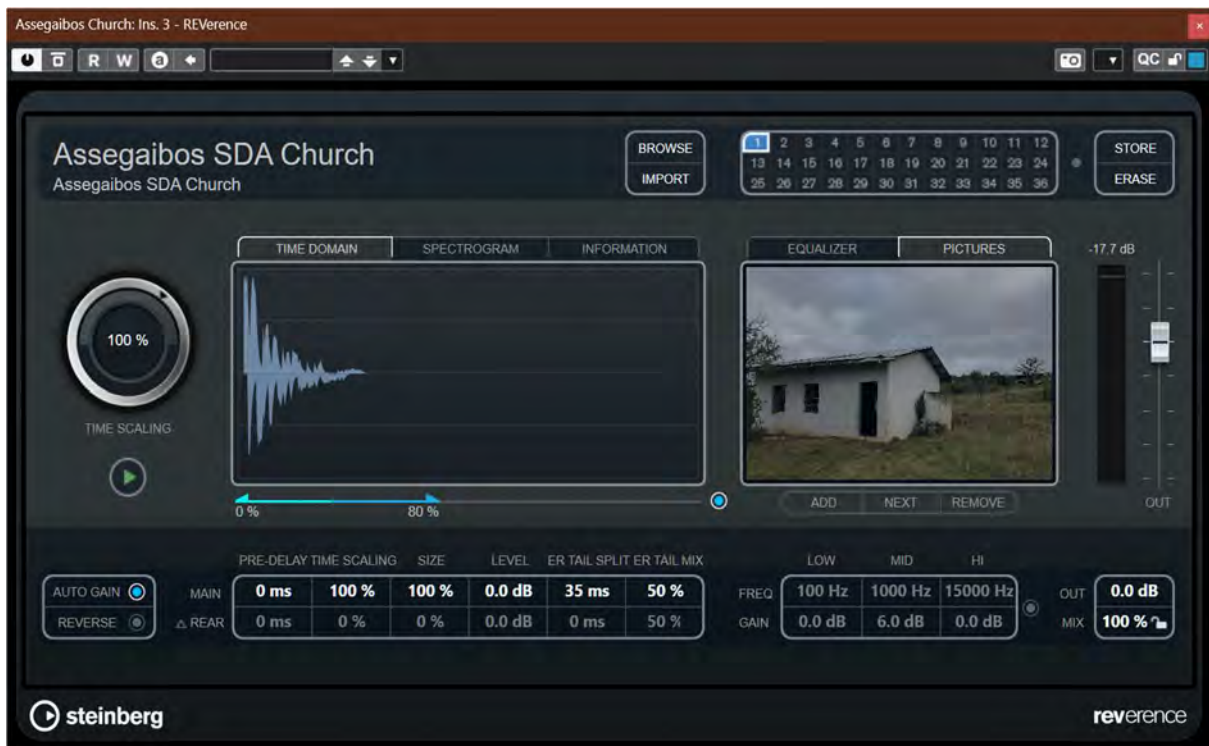 Assegaibos Church: Ins. 3 - REVerence
R W a QC
Assegaibos SDA Church
Assegaibos SDA Church
BROWSE
IMPORT
1 2 3 4 5 6 7 8 9 10 11 12
13 14 15 16 17 18 19 20 21 22 23 24
25 26 27 28 29 30 31 32 33 34 35 36
STORE
ERASE
TIME DOMAIN SPECTROGRAM INFORMATION
EQUALIZER PICTURES
-17.7 dB
100 %
TIME SCALING
0 % 80 %
ADD NEXT REMOVE
OUT
PRE-DELAY TIME SCALING SIZE LEVEL ER TAIL SPLIT ER TAIL MIX
LOW MID HI
AUTO GAIN
REVERSE
MAIN 0 ms 100 % 100 % 0.0 dB 35 ms 50 %
△ REAR 0 ms 0 % 0 % 0.0 dB 0 ms 50 %
FREQ 100 Hz 1000 Hz 15000 Hz
GAIN 0.0 dB 6.0 dB 0.0 dB
OUT 0.0 dB
MIX 100 %
steinberg
reverence